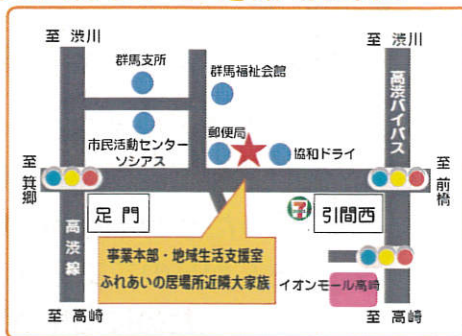 至 渋川
至 渋川
群馬支所
群馬福祉会館
高渋バイパス
郵便局
協和ドライ
市民活動センター
ソシアス
至 箕郷
至 前橋
足 門
7
引間西
高渋線
事業本部・地域生活支援室
ふれあいの居場所近隣大家族
イオンモール高崎
至 高崎
至 高崎